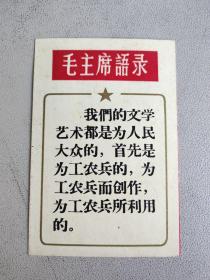 毛主席語录
我們的文学
艺术都是为人民
大众的，首先是
为工农兵的，为
工农兵而创作，
为工农兵所利用
的。